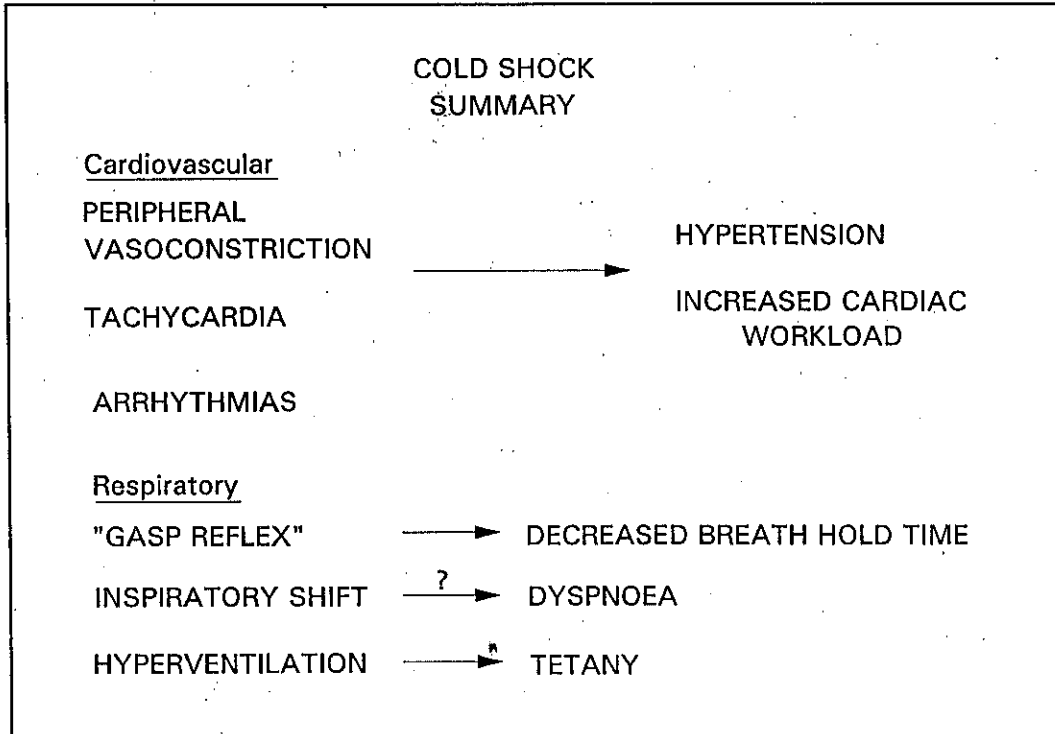 COLD SHOCK
SUMMARY
Cardiovascular
PERIPHERAL
VASOCONSTRICTION
HYPERTENSION
TACHYCARDIA
INCREASED CARDIAC
WORKLOAD
ARRHYTHMIAS
Respiratory
"GASP REFLEX" DECREASED BREATH HOLD TIME
INSPIRATORY SHIFT ? DYSPNOEA
HYPERVENTILATION TETANY